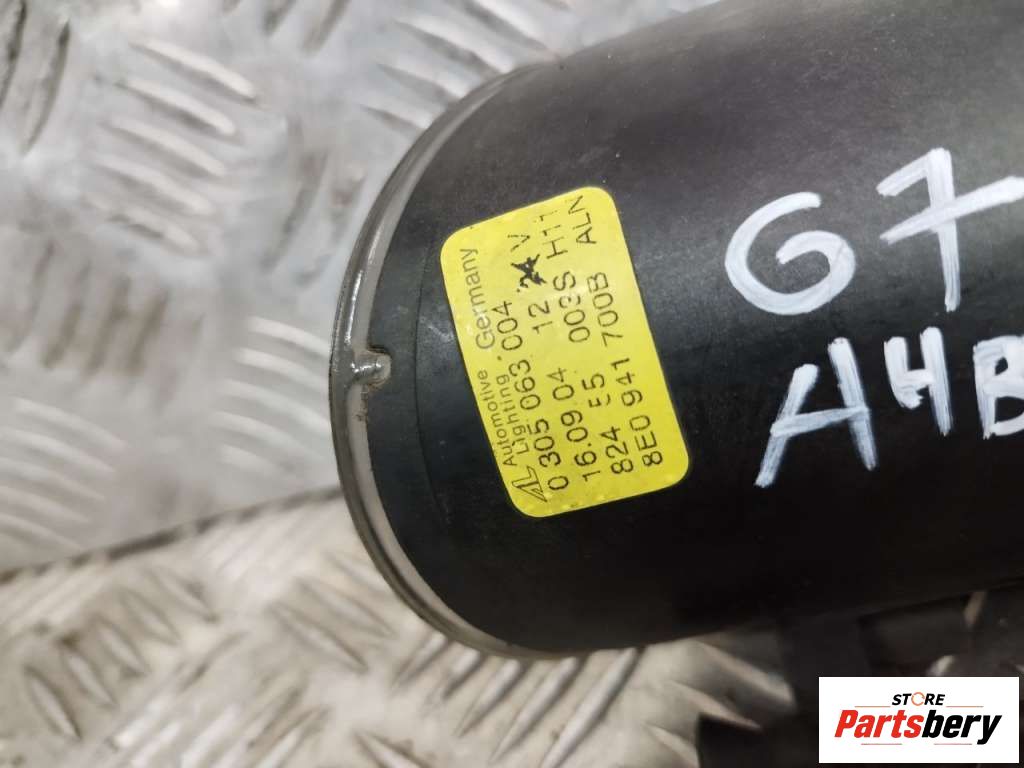 AL Automotive
Lighting Germany
0 305 063 004
16.09.04 12 V
824 E5 003S H11
8E0 941 700B ALN
G7
A4B
STORE
Partsbery